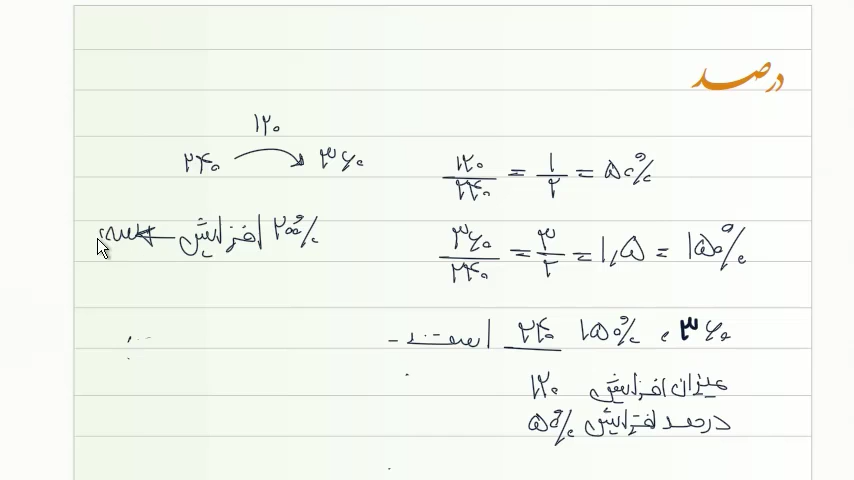 درصد
۱۲۰
۲۴۰ ۳۶۰
۱۲۰/۲۴۰ = ۱/۲ = ۵۰٪
۲۰۰٪ افزایش ←
۳۶۰/۲۴۰ = ۳/۲ = ۱٫۵ = ۱۵۰٪
۳۶۰ ، ۱۵۰٪ ۲۴۰ است
میزان افزایش ۱۲۰
درصد افزایش ۵۰٪